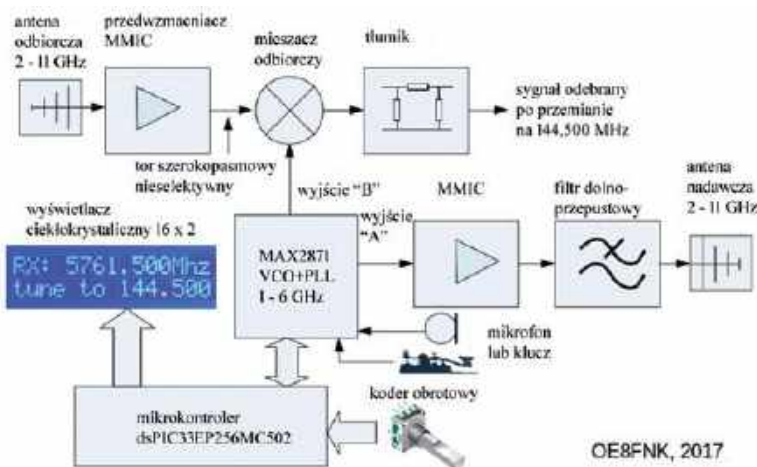 antena
odbiorcza
2 - 11 GHz
przedwzmacniacz
MMIC
mieszacz
odbiorczy
tłumik
sygnał odebrany
po przemianie
na 144,500 MHz
tor szerokopasmowy
nieselektywny
wyjście “B”
wyjście
“A”
MMIC
filtr dolno-
przepustowy
antena
nadawcza
2 - 11 GHz
wyświetlacz
ciekłokrystaliczny 16 x 2
RX: 5761.500Mhz
tune to 144.500
MAX2871
VCO+PLL
1 - 6 GHz
mikrofon
lub klucz
koder obrotowy
mikrokontroler
dsPIC33EP256MC502
OE8FNK, 2017